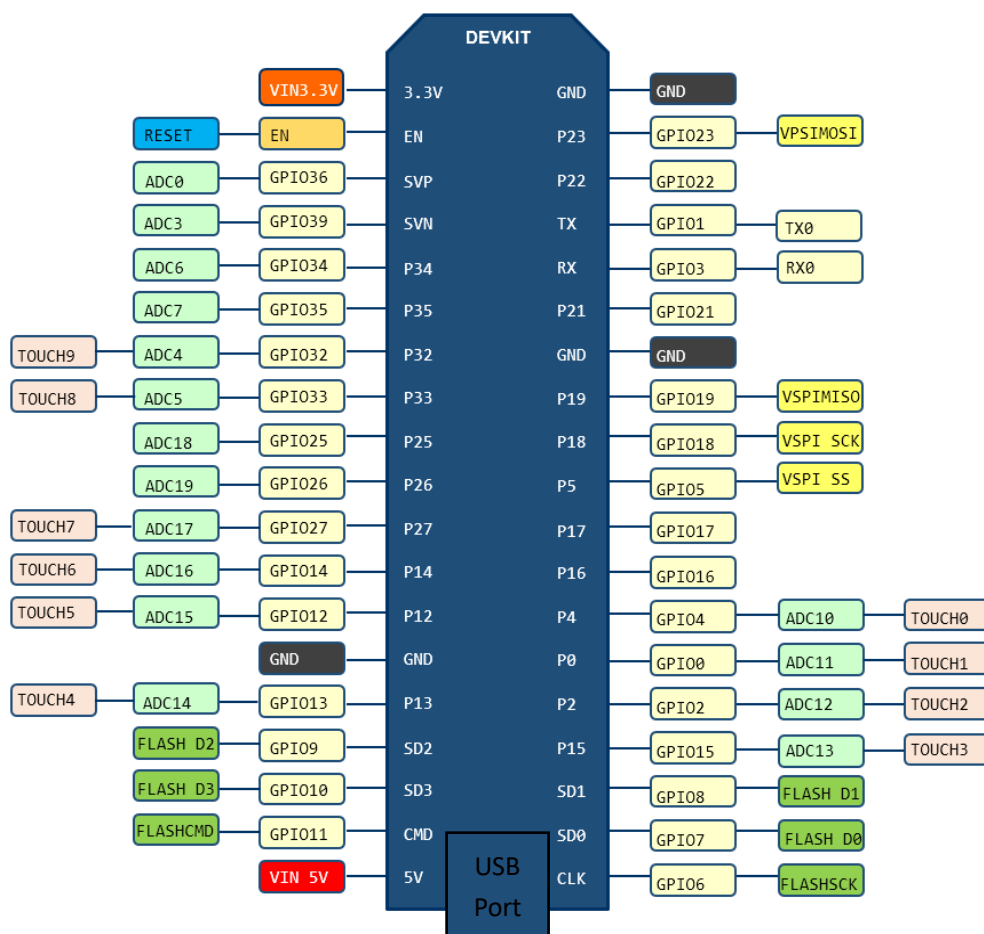 DEVKIT
VIN3.3V 3.3V GND GND
RESET EN EN P23 GPIO23 VPSIMOSI
ADC0 GPIO36 SVP P22 GPIO22
ADC3 GPIO39 SVN TX GPIO1 TX0
ADC6 GPIO34 P34 RX GPIO3 RX0
ADC7 GPIO35 P35 P21 GPIO21
TOUCH9 ADC4 GPIO32 P32 GND GND
TOUCH8 ADC5 GPIO33 P33 P19 GPIO19 VSPIMISO
ADC18 GPIO25 P25 P18 GPIO18 VSPI SCK
ADC19 GPIO26 P26 P5 GPIO5 VSPI SS
TOUCH7 ADC17 GPIO27 P27 P17 GPIO17
TOUCH6 ADC16 GPIO14 P14 P16 GPIO16
TOUCH5 ADC15 GPIO12 P12 P4 GPIO4 ADC10 TOUCH0
GND GND P0 GPIO0 ADC11 TOUCH1
TOUCH4 ADC14 GPIO13 P13 P2 GPIO2 ADC12 TOUCH2
FLASH D2 GPIO9 SD2 P15 GPIO15 ADC13 TOUCH3
FLASH D3 GPIO10 SD3 SD1 GPIO8 FLASH D1
FLASHCMD GPIO11 CMD SD0 GPIO7 FLASH D0
VIN 5V 5V CLK GPIO6 FLASHSCK
USB
Port